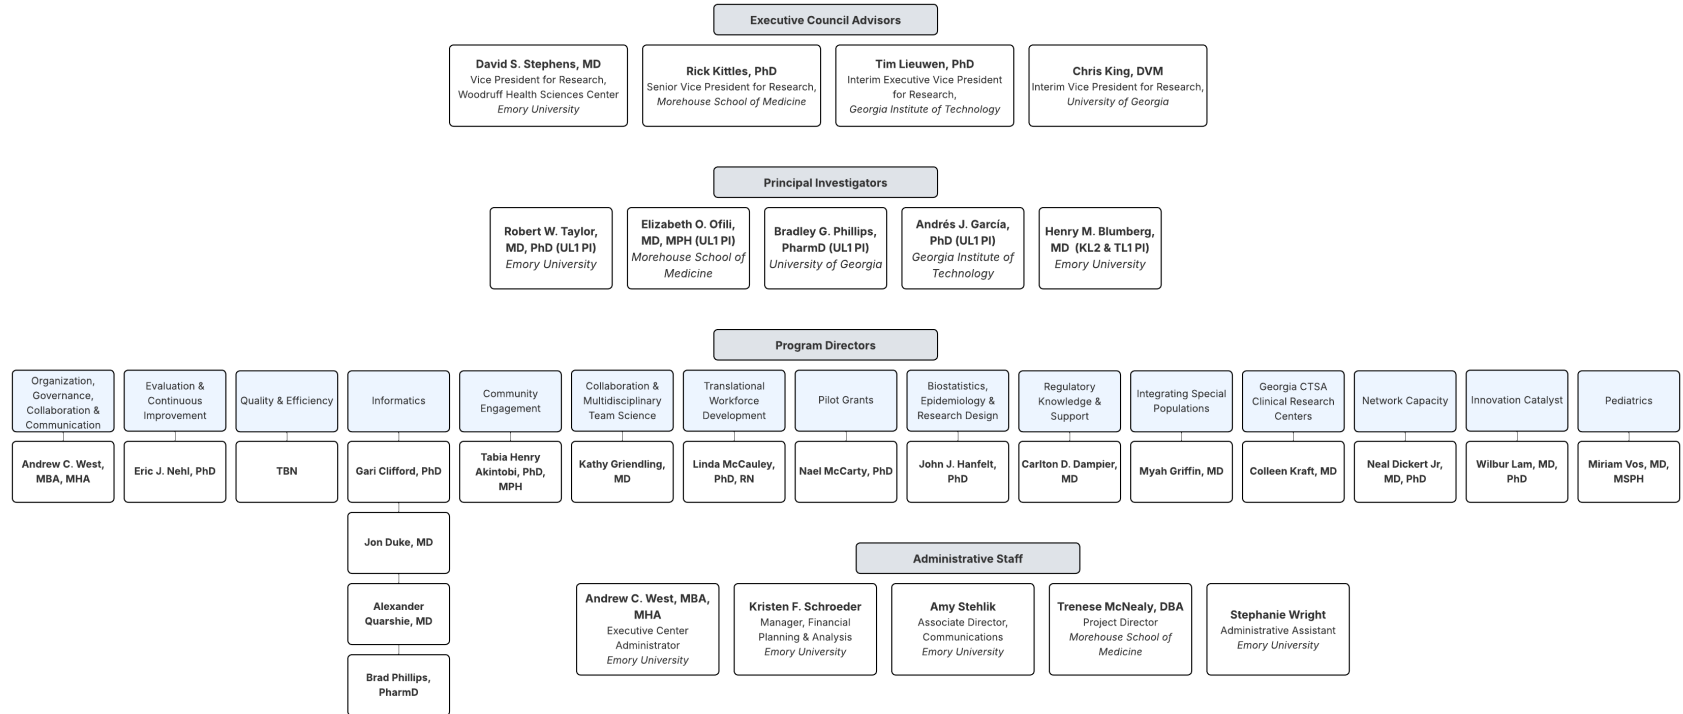 Executive Council Advisors
David S. Stephens, MD
Vice President for Research,
Woodruff Health Sciences Center
Emory University
Rick Kittles, PhD
Senior Vice President for Research,
Morehouse School of Medicine
Tim Lieuwen, PhD
Interim Executive Vice President
for Research,
Georgia Institute of Technology
Chris King, DVM
Interim Vice President for Research,
University of Georgia
Principal Investigators
Robert W. Taylor,
MD, PhD (UL1 PI)
Emory University
Elizabeth O. Ofili,
MD, MPH (UL1 PI)
Morehouse School of
Medicine
Bradley G. Phillips,
PharmD (UL1 PI)
University of Georgia
Andrés J. García,
PhD (UL1 PI)
Georgia Institute of
Technology
Henry M. Blumberg,
MD (KL2 & TL1 PI)
Emory University
Program Directors
Organization,
Governance,
Collaboration &
Communication
Andrew C. West,
MBA, MHA
Evaluation &
Continuous
Improvement
Eric J. Nehl, PhD
Quality & Efficiency
TBN
Informatics
Gari Clifford, PhD
Jon Duke, MD
Alexander
Quarshie, MD
Brad Phillips,
PharmD
Community
Engagement
Tabia Henry
Akintobi, PhD,
MPH
Collaboration &
Multidisciplinary
Team Science
Kathy Griendling,
MD
Translational
Workforce
Development
Linda McCauley,
PhD, RN
Pilot Grants
Nael McCarty, PhD
Biostatistics,
Epidemiology &
Research Design
John J. Hanfelt,
PhD
Regulatory
Knowledge &
Support
Carlton D. Dampier,
MD
Integrating Special
Populations
Myah Griffin, MD
Georgia CTSA
Clinical Research
Centers
Colleen Kraft, MD
Network Capacity
Neal Dickert Jr,
MD, PhD
Innovation Catalyst
Wilbur Lam, MD,
PhD
Pediatrics
Miriam Vos, MD,
MSPH
Administrative Staff
Andrew C. West, MBA,
MHA
Executive Center
Administrator
Emory University
Kristen F. Schroeder
Manager, Financial
Planning & Analysis
Emory University
Amy Stehlik
Associate Director,
Communications
Emory University
Trenese McNealy, DBA
Project Director
Morehouse School of
Medicine
Stephanie Wright
Administrative Assistant
Emory University